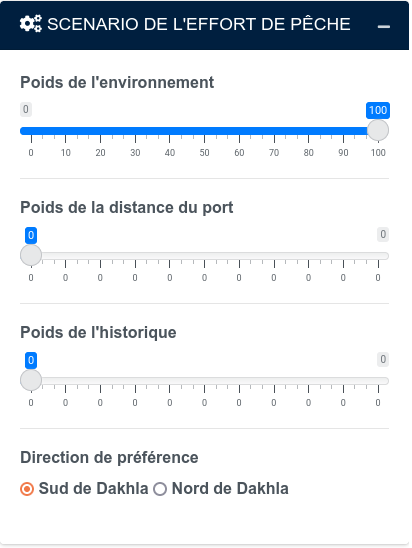 SCENARIO DE L'EFFORT DE PÊCHE
Poids de l'environnement
0 100
0 10 20 30 40 50 60 70 80 90 100
Poids de la distance du port
0 0
0 0 0 0 0 0 0 0 0 0 0
Poids de l'historique
0 0
0 0 0 0 0 0 0 0 0 0 0
Direction de préférence
Sud de Dakhla Nord de Dakhla